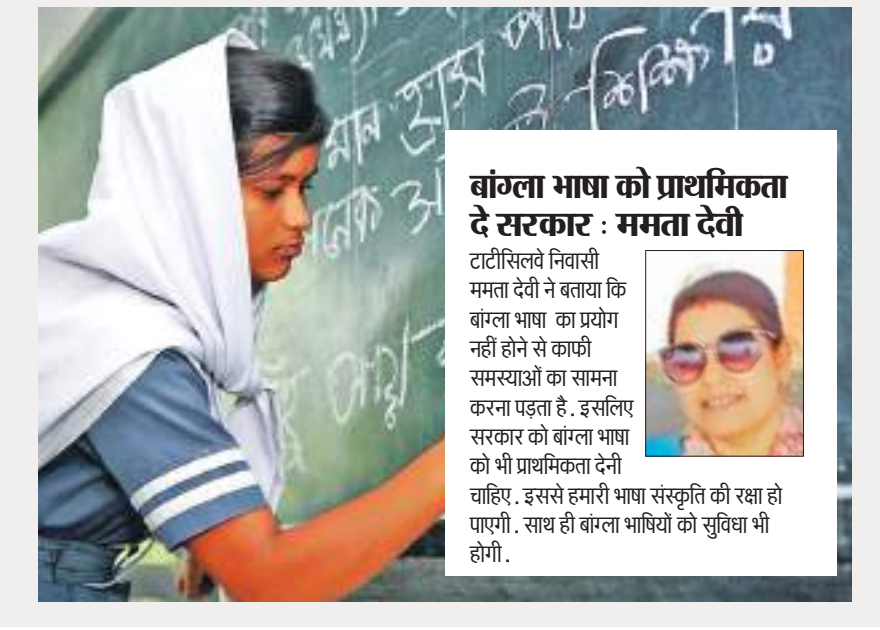 बांग्ला भाषा को प्राथमिकता
दे सरकार : ममता देवी
टाटीसिलवे निवासी
ममता देवी ने बताया कि
बांग्ला भाषा का प्रयोग
नहीं होने से काफी
समस्याओं का सामना
करना पड़ता है. इसलिए
सरकार को बांग्ला भाषा
को भी प्राथमिकता देनी
चाहिए. इससे हमारी भाषा संस्कृति की रक्षा हो
पाएगी. साथ ही बांग्ला भाषियों को सुविधा भी
होगी.